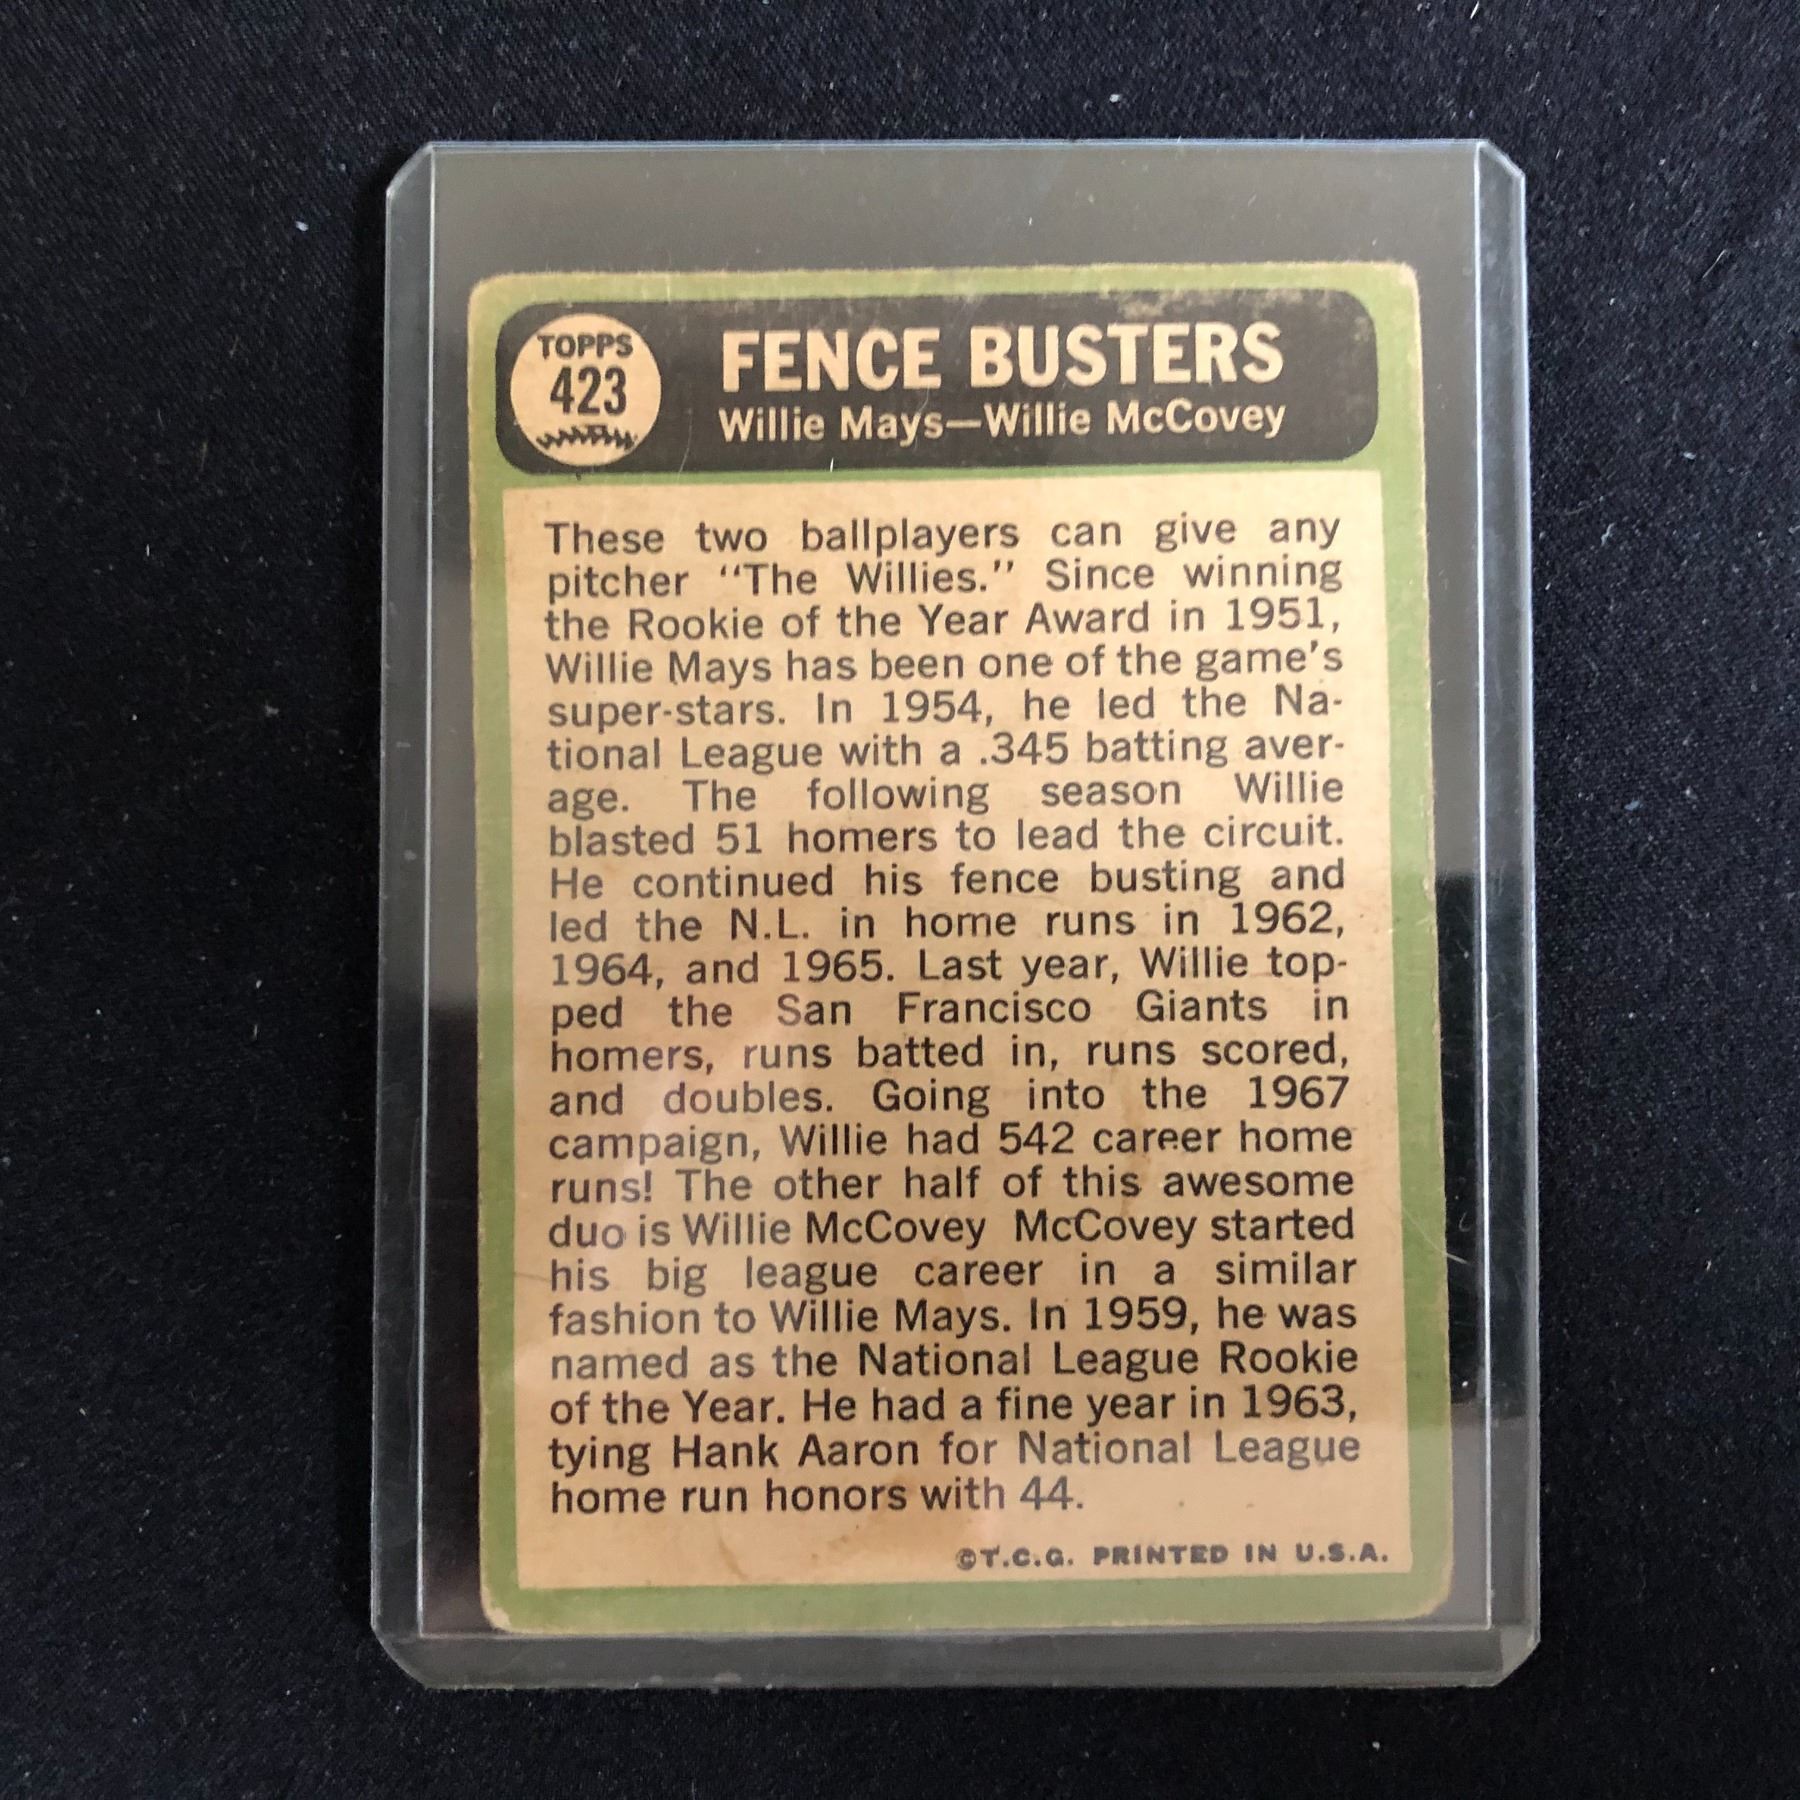 TOPPS
423
FENCE BUSTERS
Willie Mays—Willie McCovey
These two ballplayers can give any
pitcher “The Willies.” Since winning
the Rookie of the Year Award in 1951,
Willie Mays has been one of the game's
super-stars. In 1954, he led the Na-
tional League with a .345 batting aver-
age. The following season Willie
blasted 51 homers to lead the circuit.
He continued his fence busting and
led the N.L. in home runs in 1962,
1964, and 1965. Last year, Willie top-
ped the San Francisco Giants in
homers, runs batted in, runs scored,
and doubles. Going into the 1967
campaign, Willie had 542 career home
runs! The other half of this awesome
duo is Willie McCovey McCovey started
his big league career in a similar
fashion to Willie Mays. In 1959, he was
named as the National League Rookie
of the Year. He had a fine year in 1963,
tying Hank Aaron for National League
home run honors with 44.
©T.C.G. PRINTED IN U.S.A.